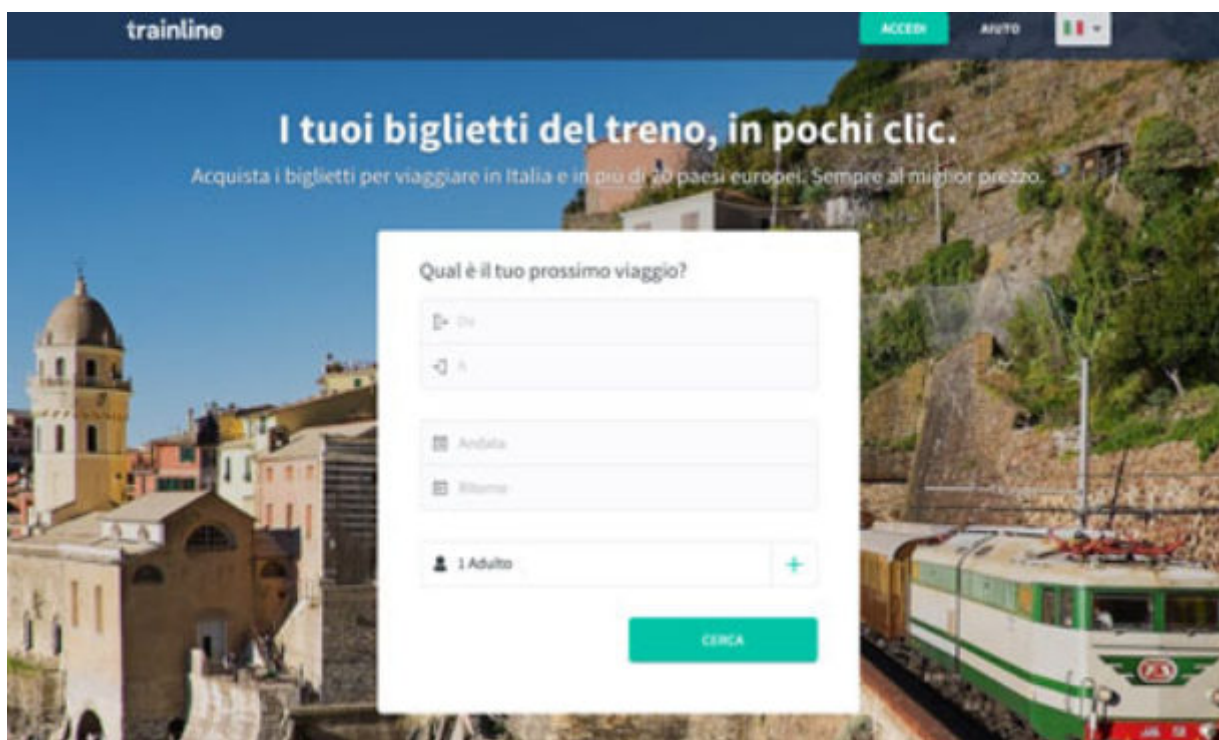 trainline
ACCEDI
AIUTO
I tuoi biglietti del treno, in pochi clic.
Acquista i biglietti per viaggiare in Italia e in più di 20 paesi europei. Sempre al miglior prezzo.
Qual è il tuo prossimo viaggio?
Da
A
Andata
Ritorno
1 Adulto
+
CERCA